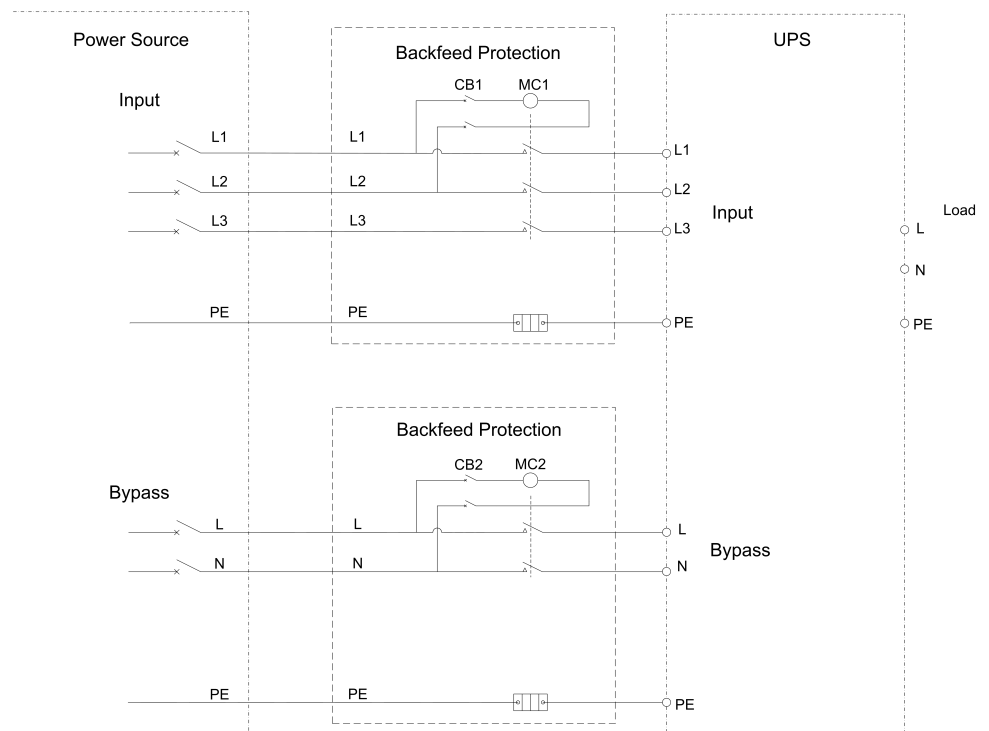 Power Source
Backfeed Protection
UPS
CB1 MC1
Input
L1 L1 L1
L2 L2 L2
Input
Load
L3 L3 L3
L
N
PE PE PE PE
Backfeed Protection
CB2 MC2
Bypass
L L L
Bypass
N N N
PE PE PE